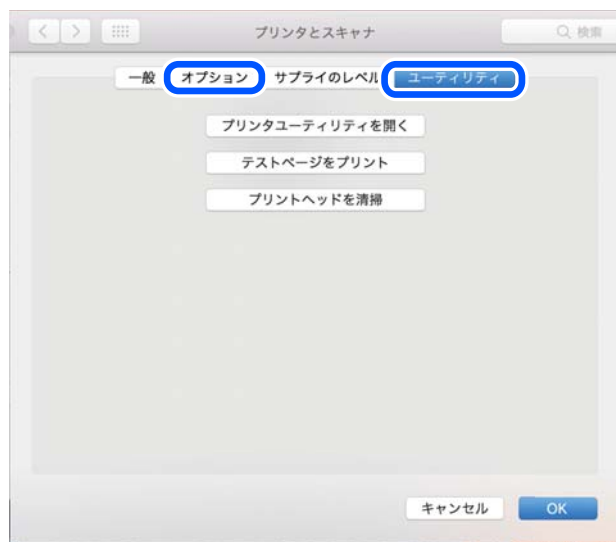 プリンタとスキャナ
検索
一般 オプション サプライのレベル ユーティリティ
プリンタユーティリティを開く
テストページをプリント
プリントヘッドを清掃
キャンセル OK